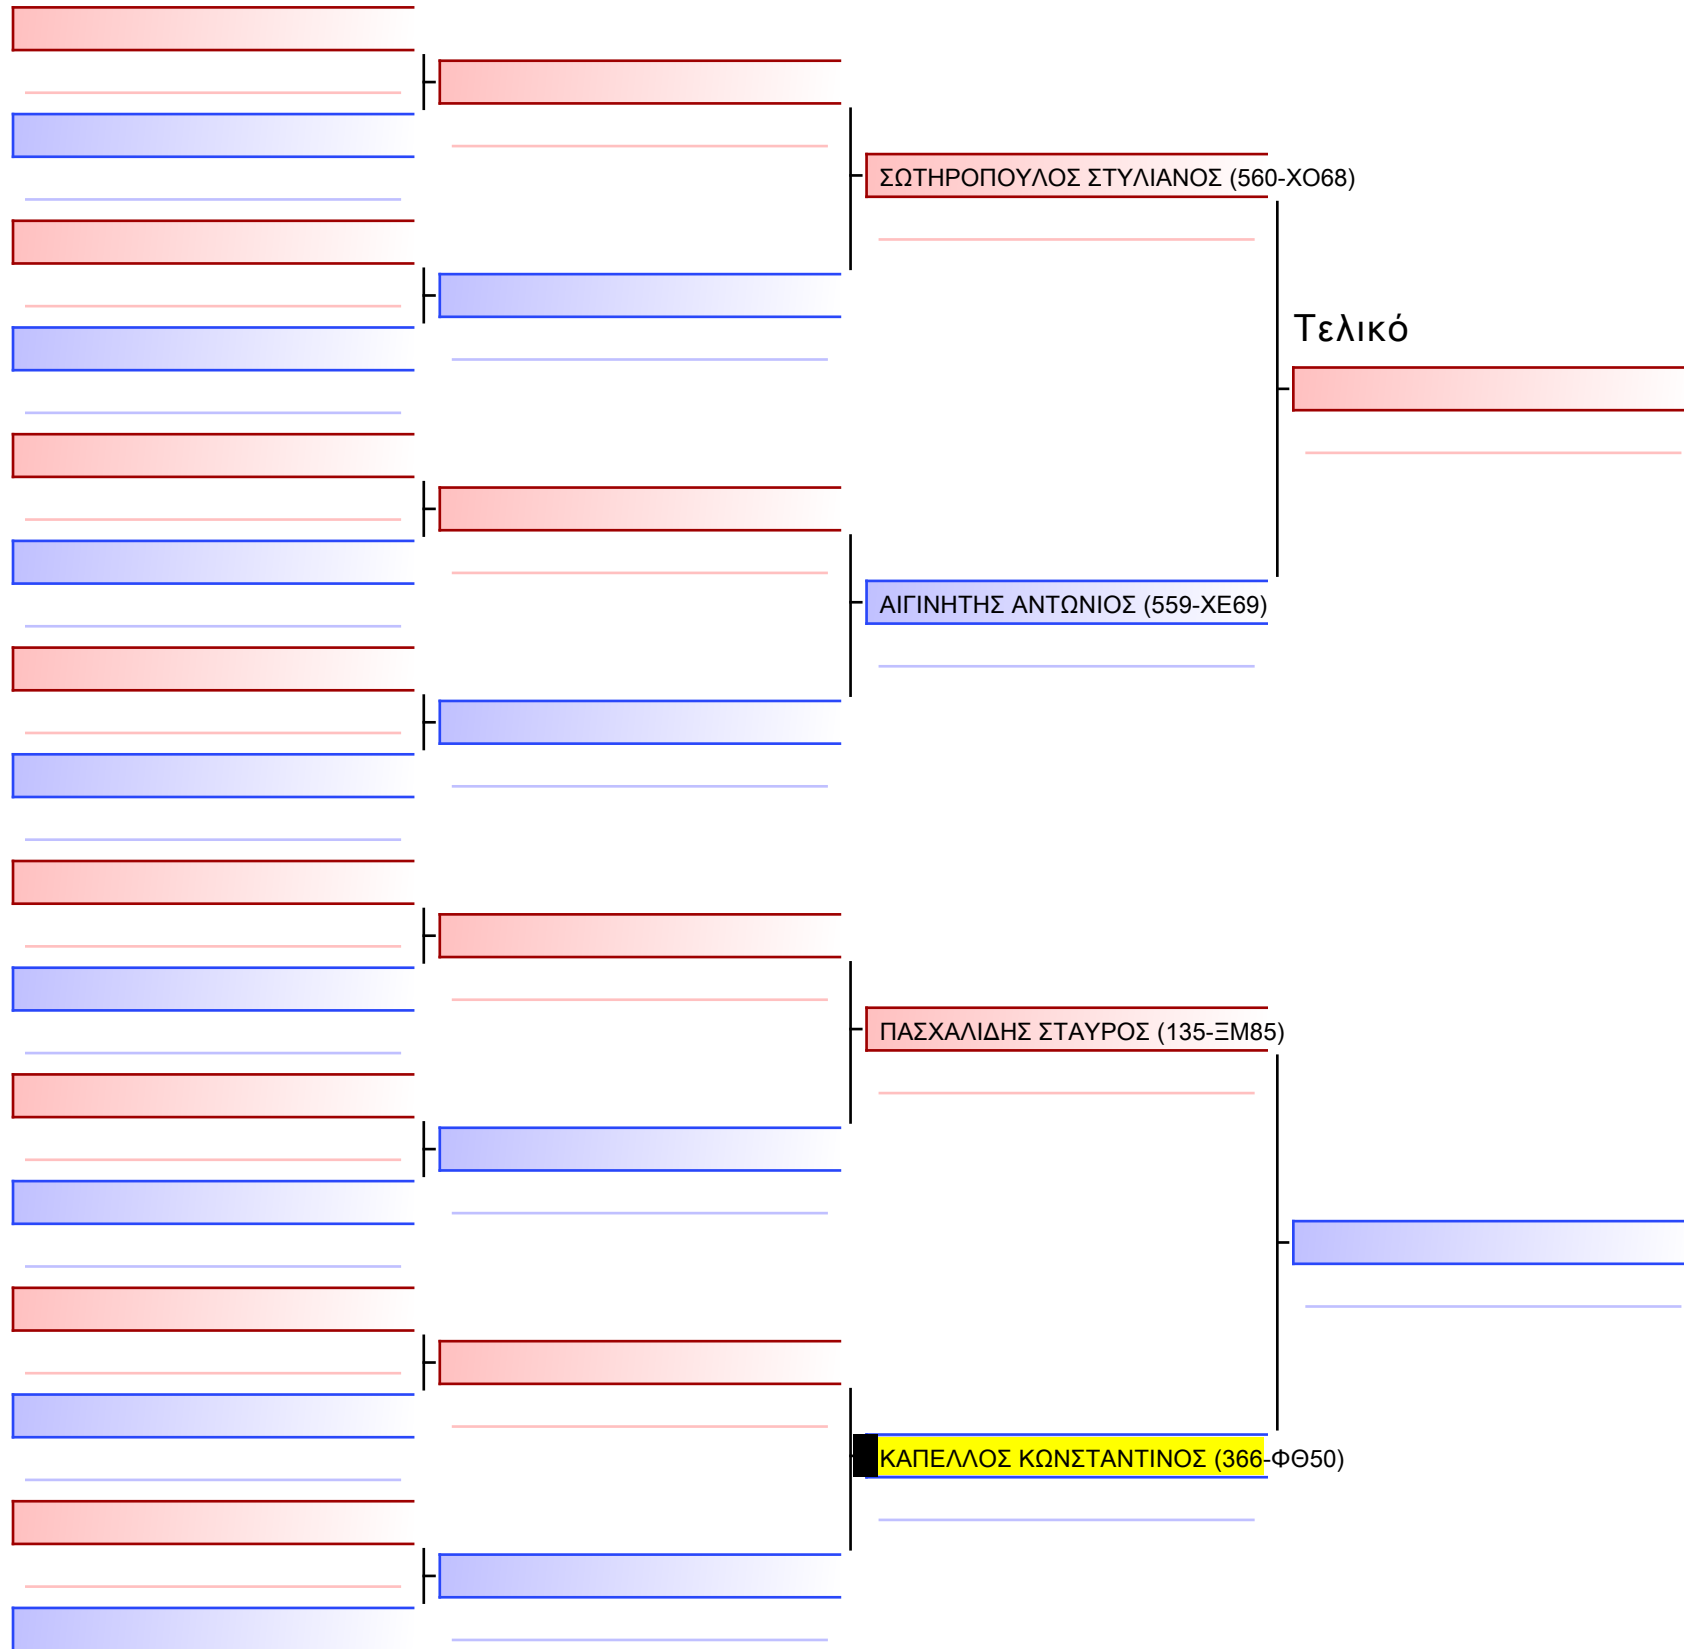 ΣΩΤΗΡΟΠΟΥΛΟΣ ΣΤΥΛΙΑΝΟΣ (560-ΧΟ68)
Τελικό
ΑΙΓΙΝΗΤΗΣ ΑΝΤΩΝΙΟΣ (559-ΧΕ69)
ΠΑΣΧΑΛΙΔΗΣ ΣΤΑΥΡΟΣ (135-ΞΜ85)
ΚΑΠΕΛΛΟΣ ΚΩΝΣΤΑΝΤΙΝΟΣ (366-ΦΘ50)